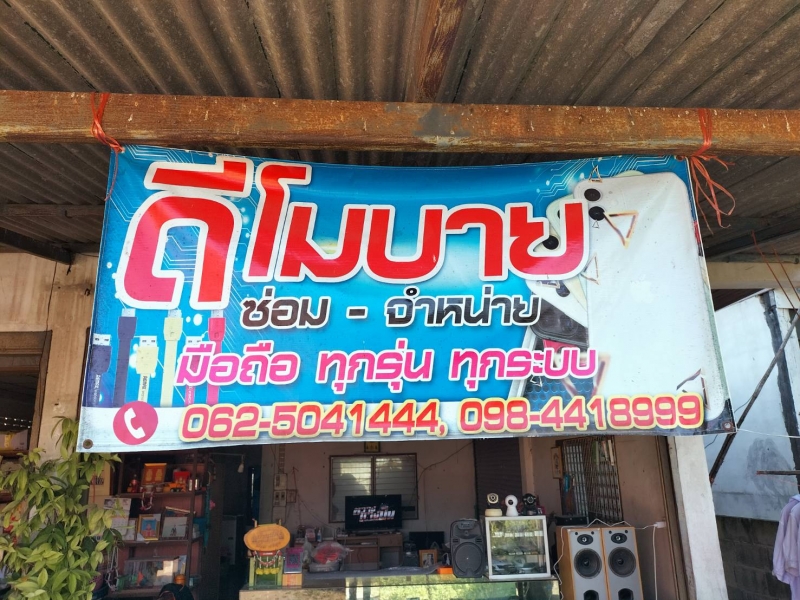 ดีโมบาย
ซ่อม - จำหน่าย
มือถือ ทุกรุ่น ทุกระบบ
062-5041444, 098-4418999